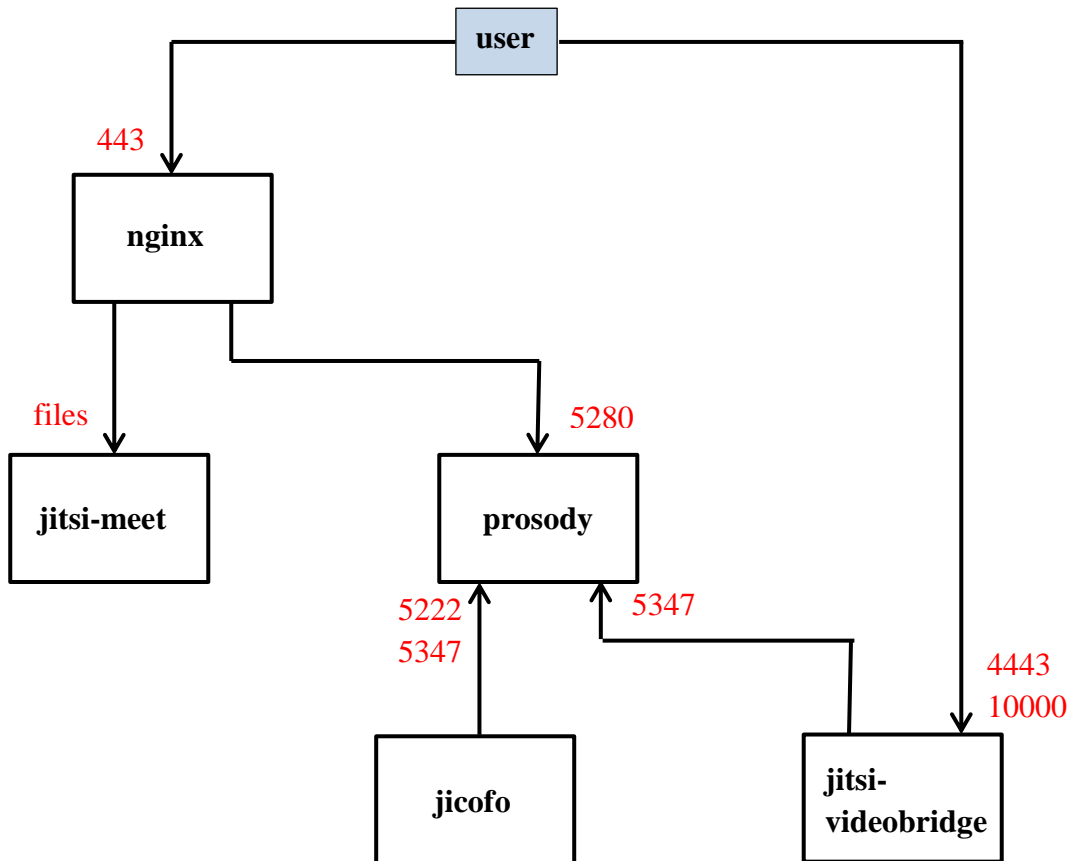 user
443
nginx
files
5280
jitsi-meet
prosody
5222
5347
5347
4443
10000
jicofo
jitsi-
videobridge